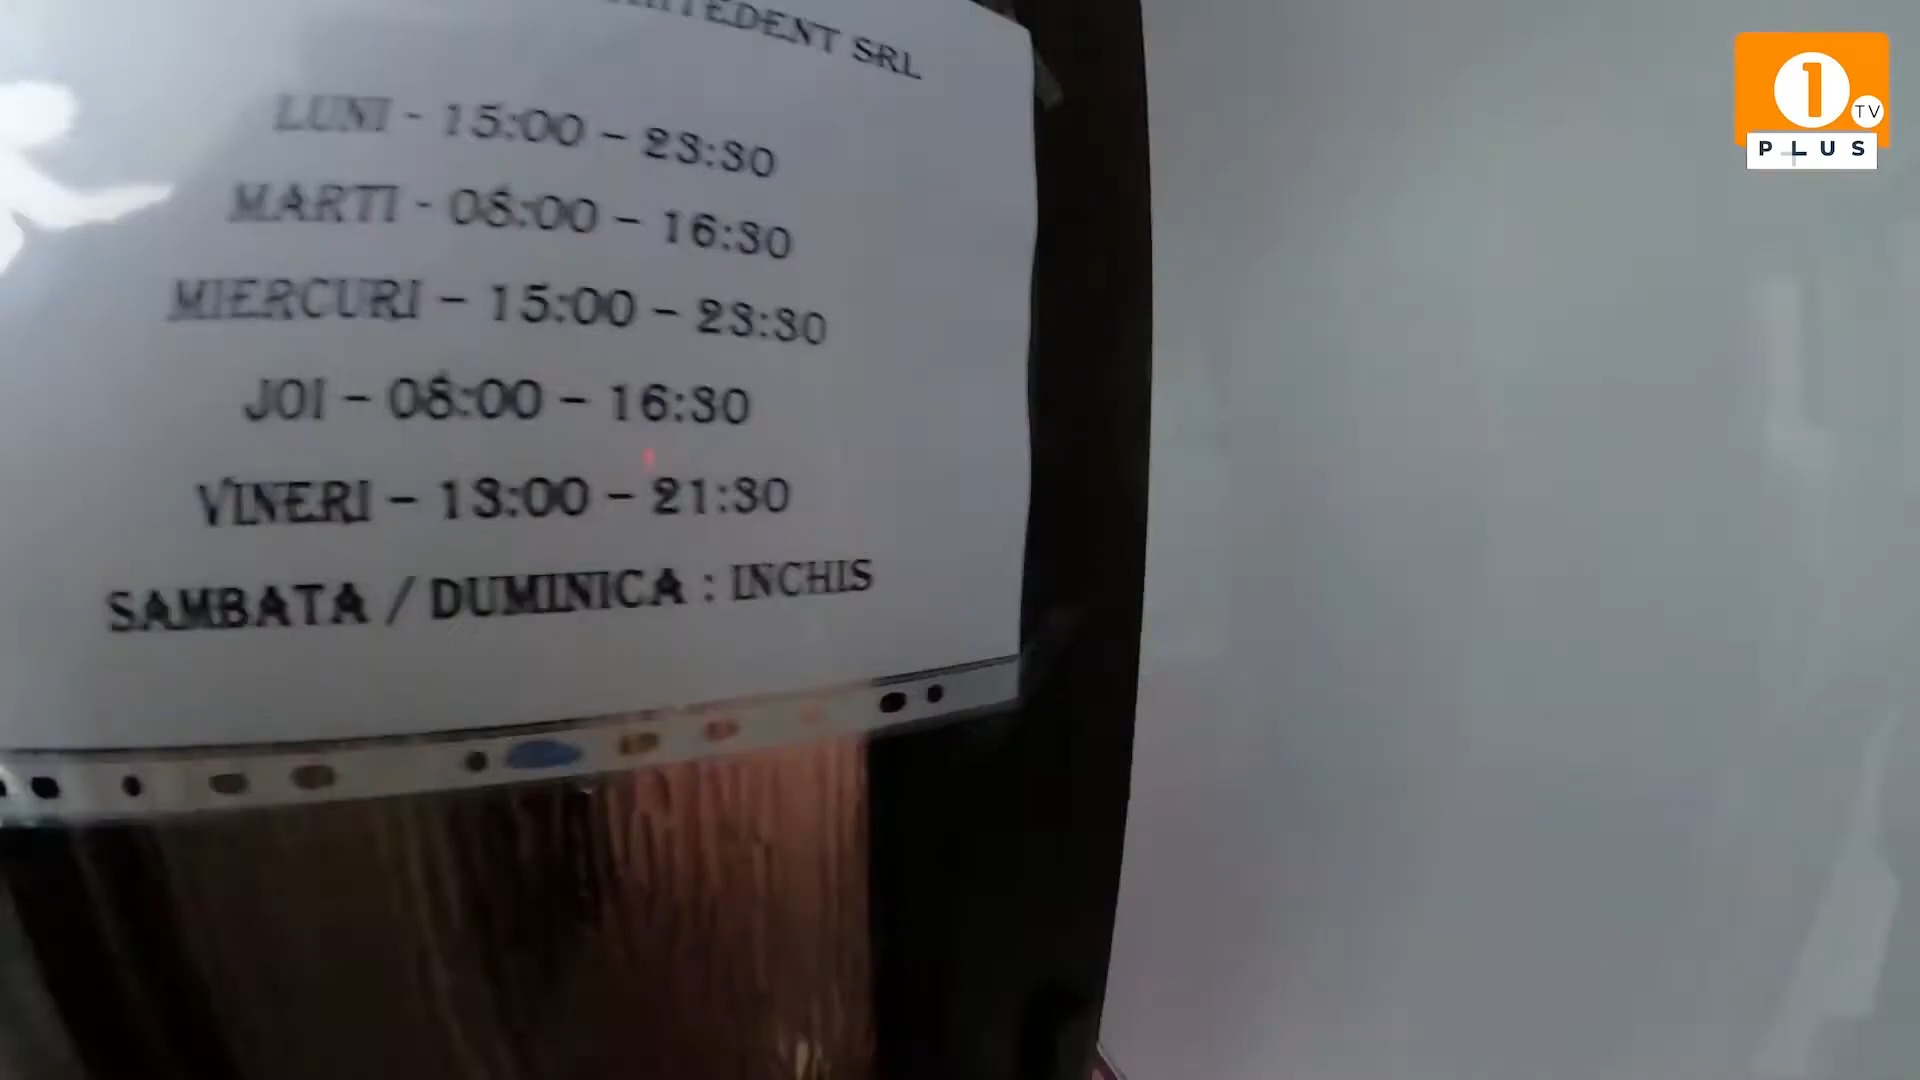 SRL
LUNI - 15:00 – 23:30
MARTI - 08:00 – 16:30
MIERCURI – 15:00 – 23:30
JOI – 08:00 – 16:30
VINERI – 13:00 – 21:30
SAMBATA / DUMINICA : INCHIS
1 TV
PLUS